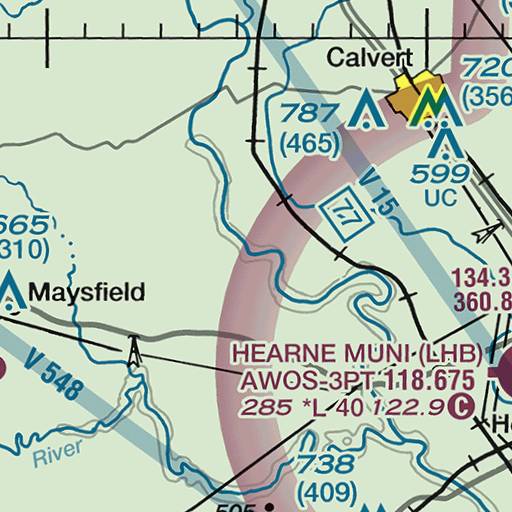 Calvert
720
(356
787
(465)
599
UC
V 15
77
665
310)
Maysfield
134.3
360.8
HEARNE MUNI (LHB)
AWOS-3PT 118.675
285 *L 40 122.9 C
V 548
River
738
(409)
505